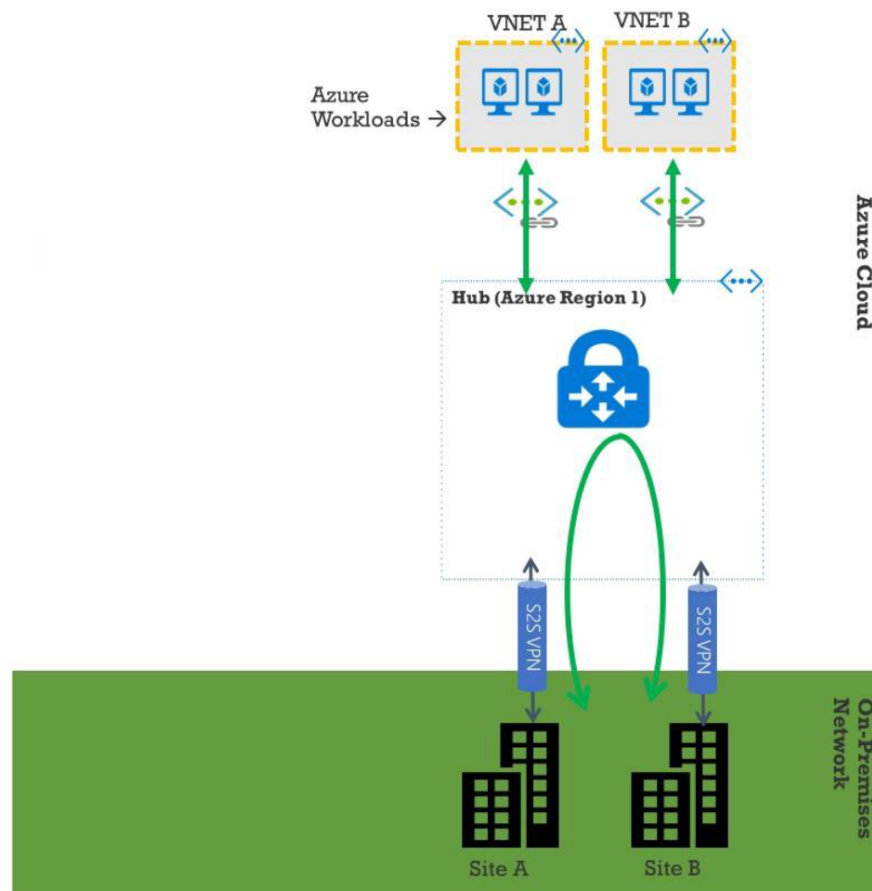 VNET A
VNET B
Azure
Workloads →
Azure Cloud
Hub (Azure Region 1)
S2S VPN
S2S VPN
On-Premises
Network
Site A
Site B